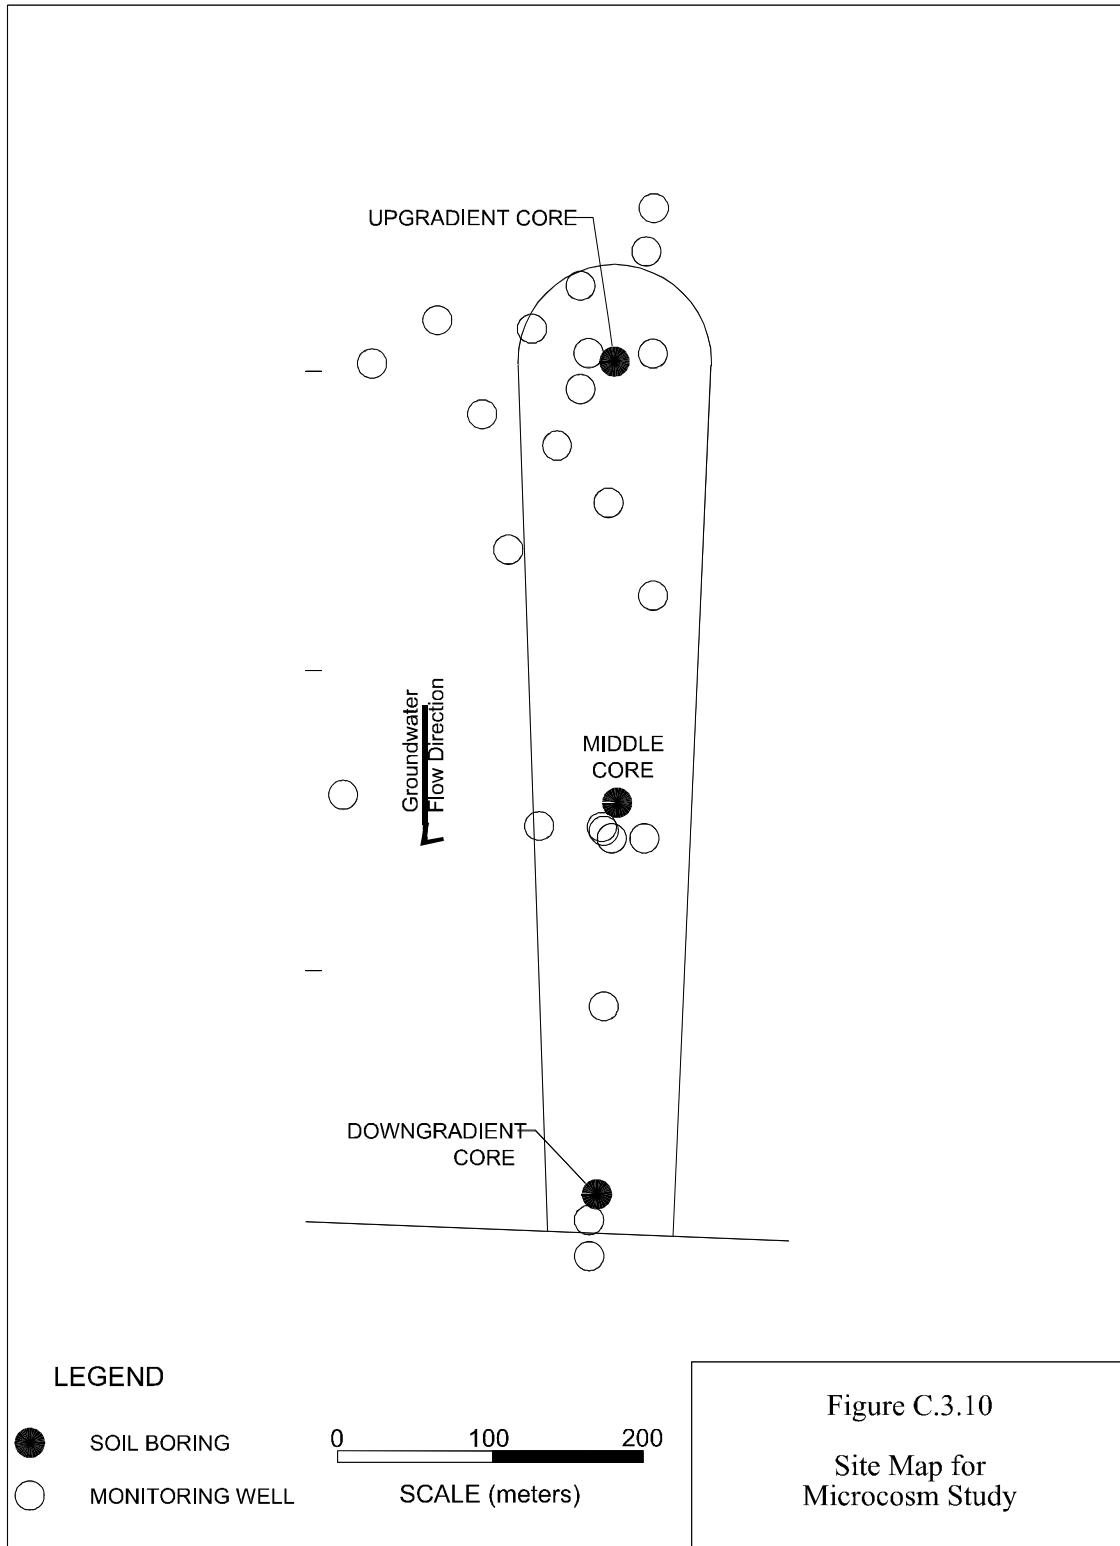 UPGRADIENT CORE
Groundwater
Flow Direction
MIDDLE
CORE
DOWNGRADIENT
CORE
LEGEND
SOIL BORING
MONITORING WELL
0 100 200
SCALE (meters)
Figure C.3.10
Site Map for
Microcosm Study